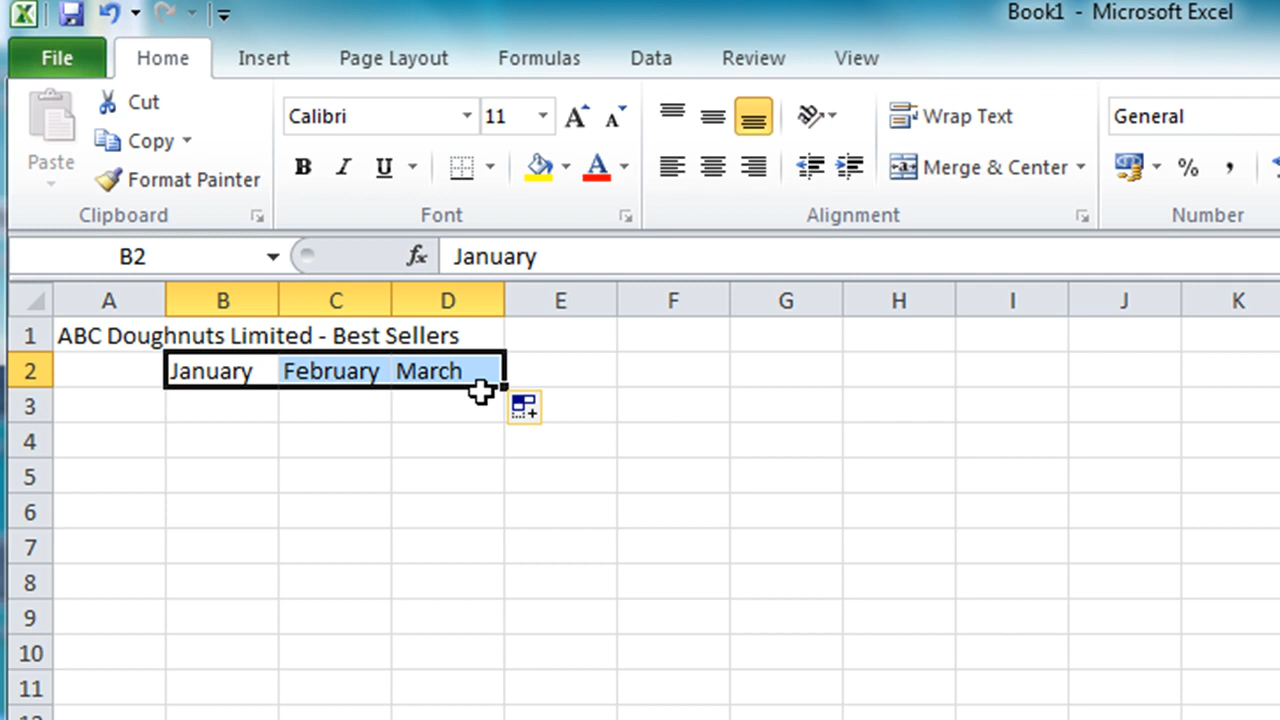 Book1 - Microsoft Excel
File Home Insert Page Layout Formulas Data Review View
Cut
Copy
Format Painter
Paste
Clipboard
Calibri 11 A A
B I U A
Font
Wrap Text
Merge & Center
Alignment
General
% ,
Number
B2 fx January
A B C D E F G H I J K
1 ABC Doughnuts Limited - Best Sellers
2 January February March
3
4
5
6
7
8
9
10
11
12